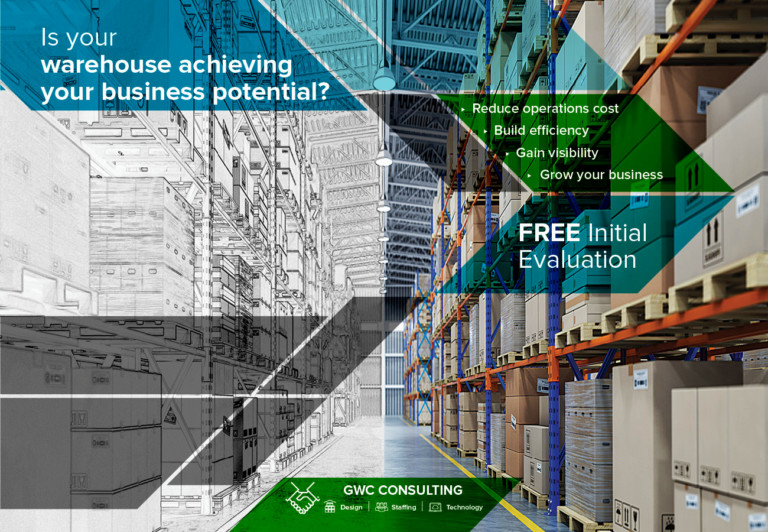 Is your
warehouse achieving
your business potential?
‣ Reduce operations cost
‣ Build efficiency
‣ Gain visibility
‣ Grow your business
FREE Initial
Evaluation
GWC CONSULTING
Design | Staffing | Technology